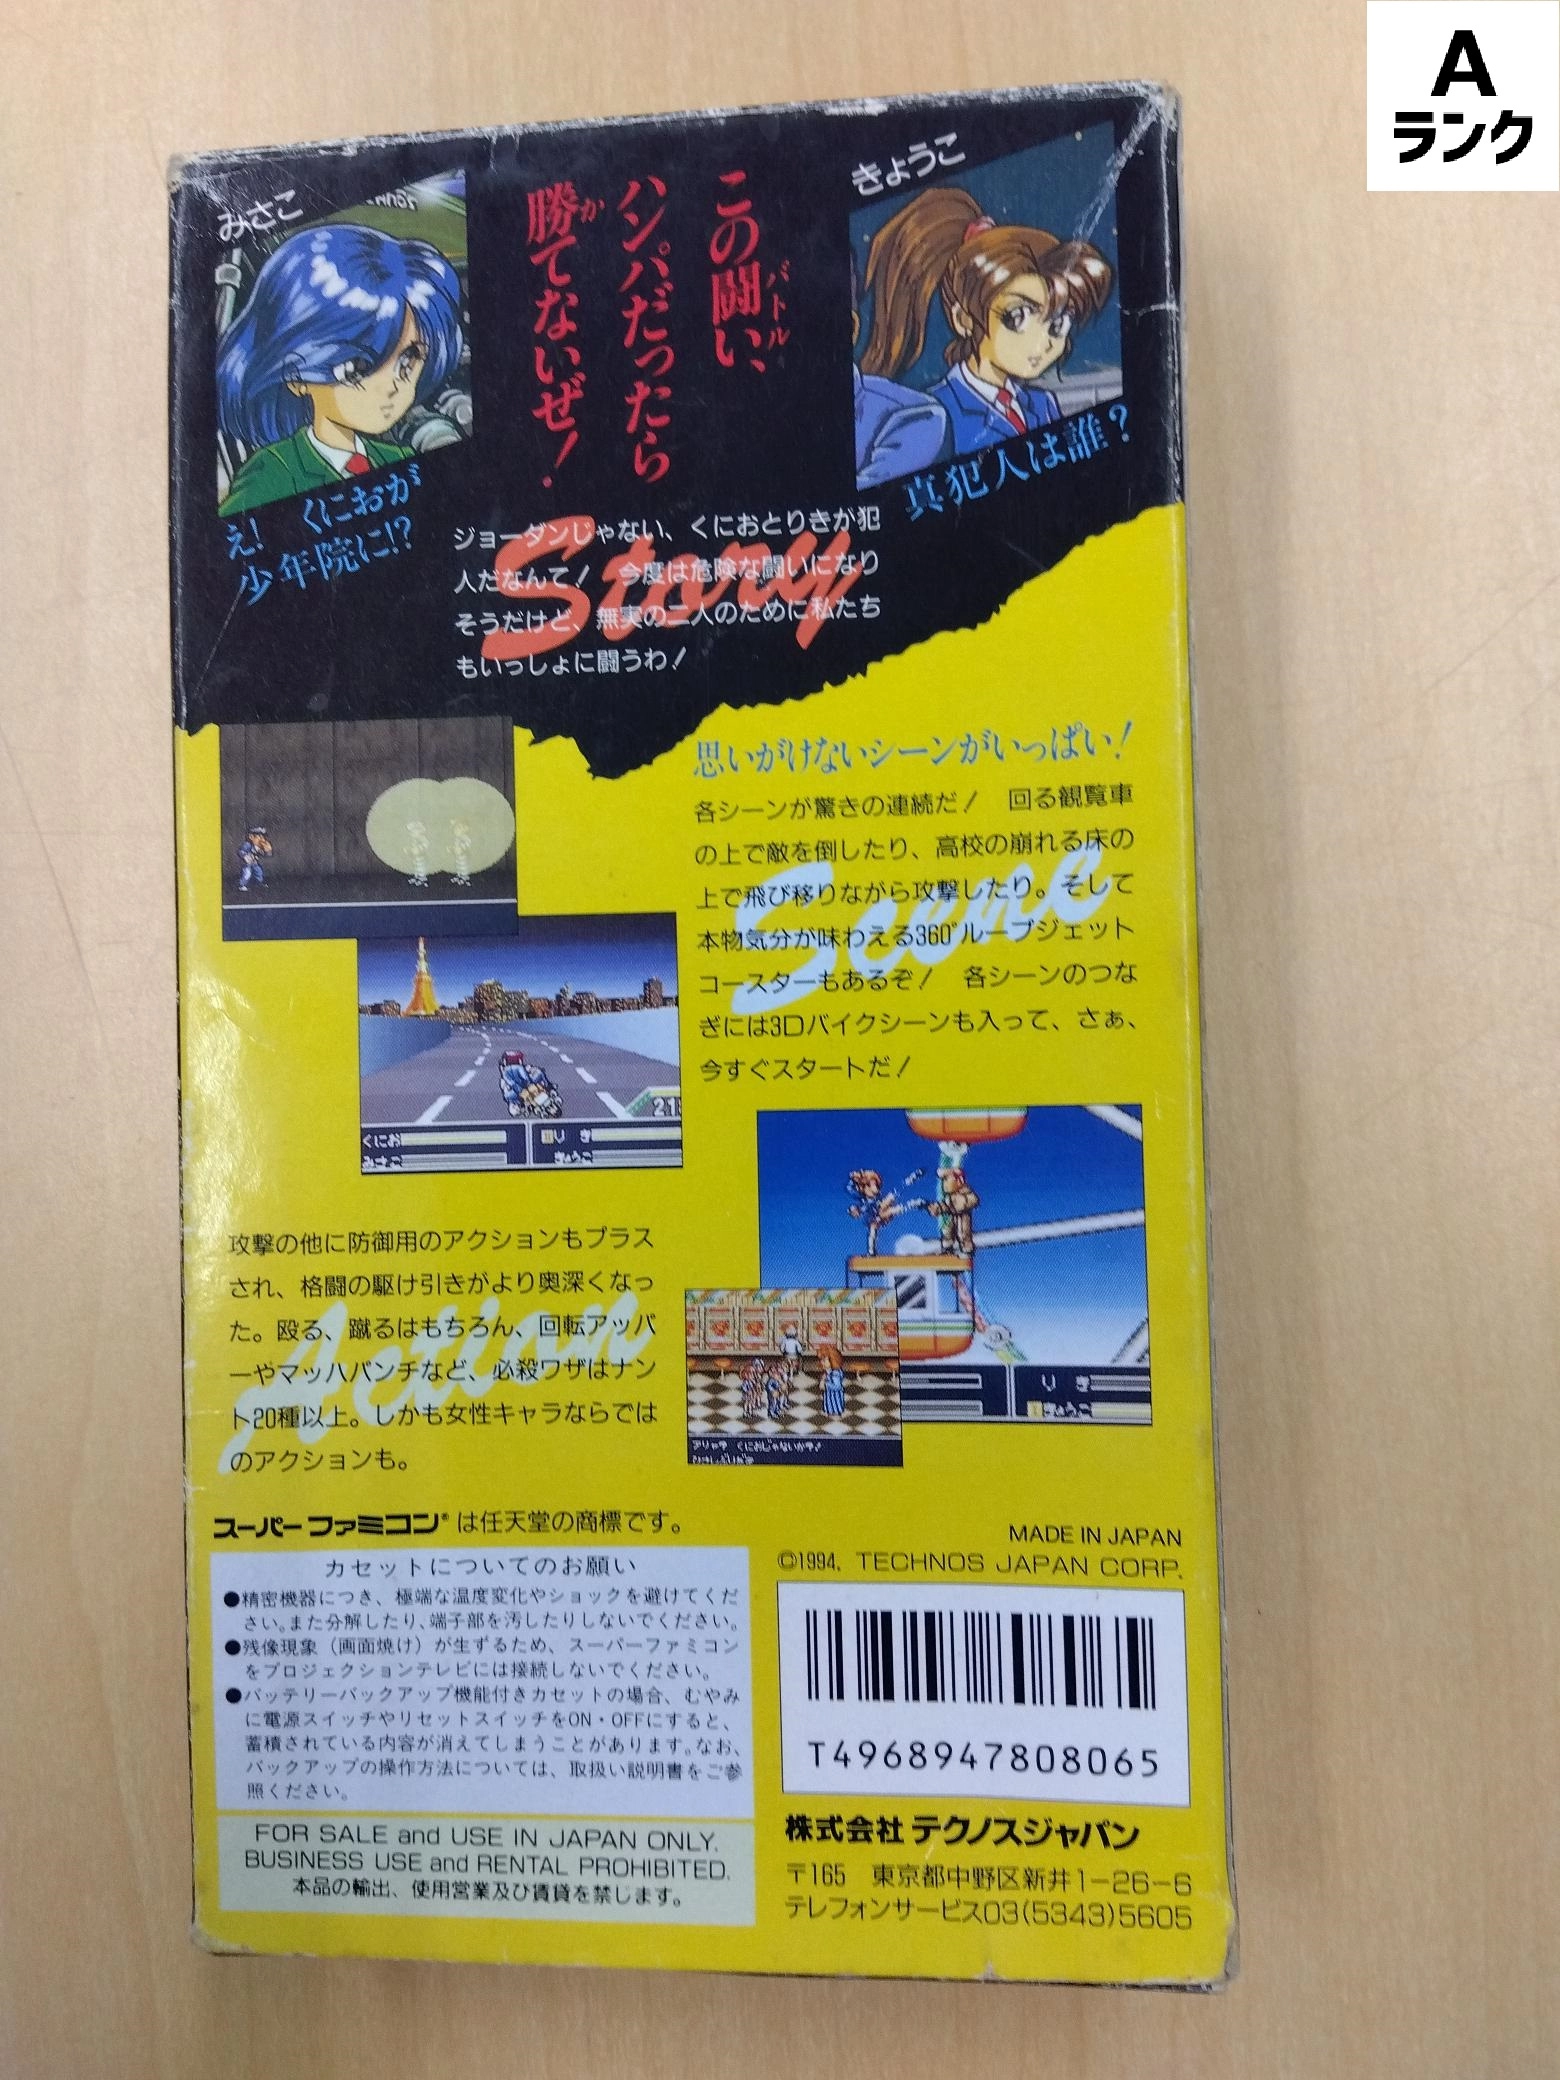 A
ランク
みさこ
え！ くにおが
少年院に!?
この闘い、
バトル
ハンパだったら
勝てないぜ！
か
きょうこ
真犯人は誰？
Story
ジョーダンじゃない、くにおとりきが犯
人だなんて！ 今度は危険な闘いになり
そうだけど、無実の二人のために私たち
もいっしょに闘うわ！
思いがけないシーンがいっぱい！
Scene
各シーンが驚きの連続だ！ 回る観覧車
の上で敵を倒したり、高校の崩れる床の
上で飛び移りながら攻撃したり。そして
本物気分が味わえる360°ループジェット
コースターもあるぞ！ 各シーンのつな
ぎには3Dバイクシーンも入って、さぁ、
今すぐスタートだ！
21
くにお
みさこ
りき
きょうこ
りき
きょうこ
Action
攻撃の他に防御用のアクションもプラス
され、格闘の駆け引きがより奥深くなっ
た。殴る、蹴るはもちろん、回転アッパ
ーやマッハパンチなど、必殺ワザはナン
ト20種以上。しかも女性キャラならでは
のアクションも。
スーパーファミコン®は任天堂の商標です。
カセットについてのお願い
●精密機器につき、極端な温度変化やショックを避けてくだ
さい。また分解したり、端子部を汚したりしないでください。
●残像現象（画面焼け）が生ずるため、スーパーファミコン
をプロジェクションテレビには接続しないでください。
●バッテリーバックアップ機能付きカセットの場合、むやみ
に電源スイッチやリセットスイッチをON・OFFにすると、
蓄積されている内容が消えてしまうことがあります。なお、
バックアップの操作方法については、取扱い説明書をご参
照ください。
FOR SALE and USE IN JAPAN ONLY.
BUSINESS USE and RENTAL PROHIBITED.
本品の輸出、使用営業及び賃貸を禁じます。
MADE IN JAPAN
©1994. TECHNOS JAPAN CORP.
T4968947808065
株式会社 テクノスジャパン
〒165 東京都中野区新井1-26-6
テレフォンサービス03(5343)5605